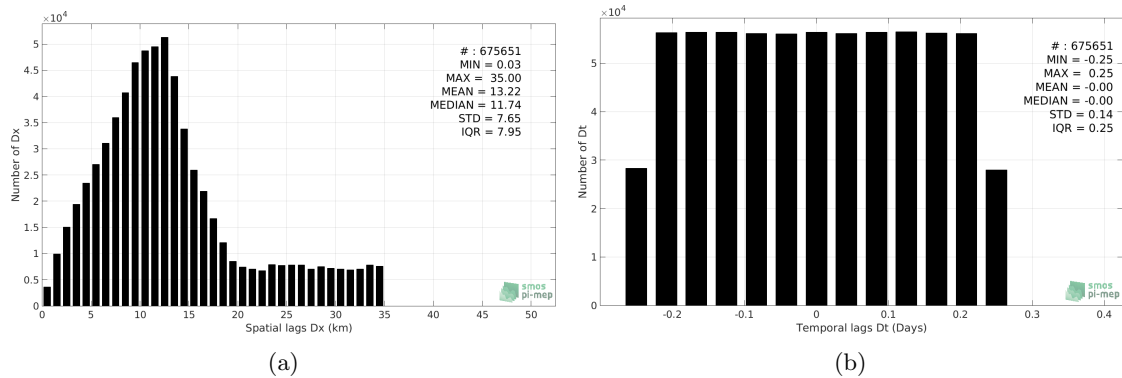 ×10⁴
5
4.5
4
3.5
3
2.5
2
1.5
1
0.5
0
Number of Dx
# : 675651
MIN = 0.03
MAX = 35.00
MEAN = 13.22
MEDIAN = 11.74
STD = 7.65
IQR = 7.95
smos
pi-mep
0 5 10 15 20 25 30 35 40 45 50
Spatial lags Dx (km)
(a)
×10⁴
5
4
3
2
1
0
Number of Dt
# : 675651
MIN = -0.25
MAX = 0.25
MEAN = -0.00
MEDIAN = -0.00
STD = 0.14
IQR = 0.25
smos
pi-mep
-0.2 -0.1 0 0.1 0.2 0.3 0.4
Temporal lags Dt (Days)
(b)